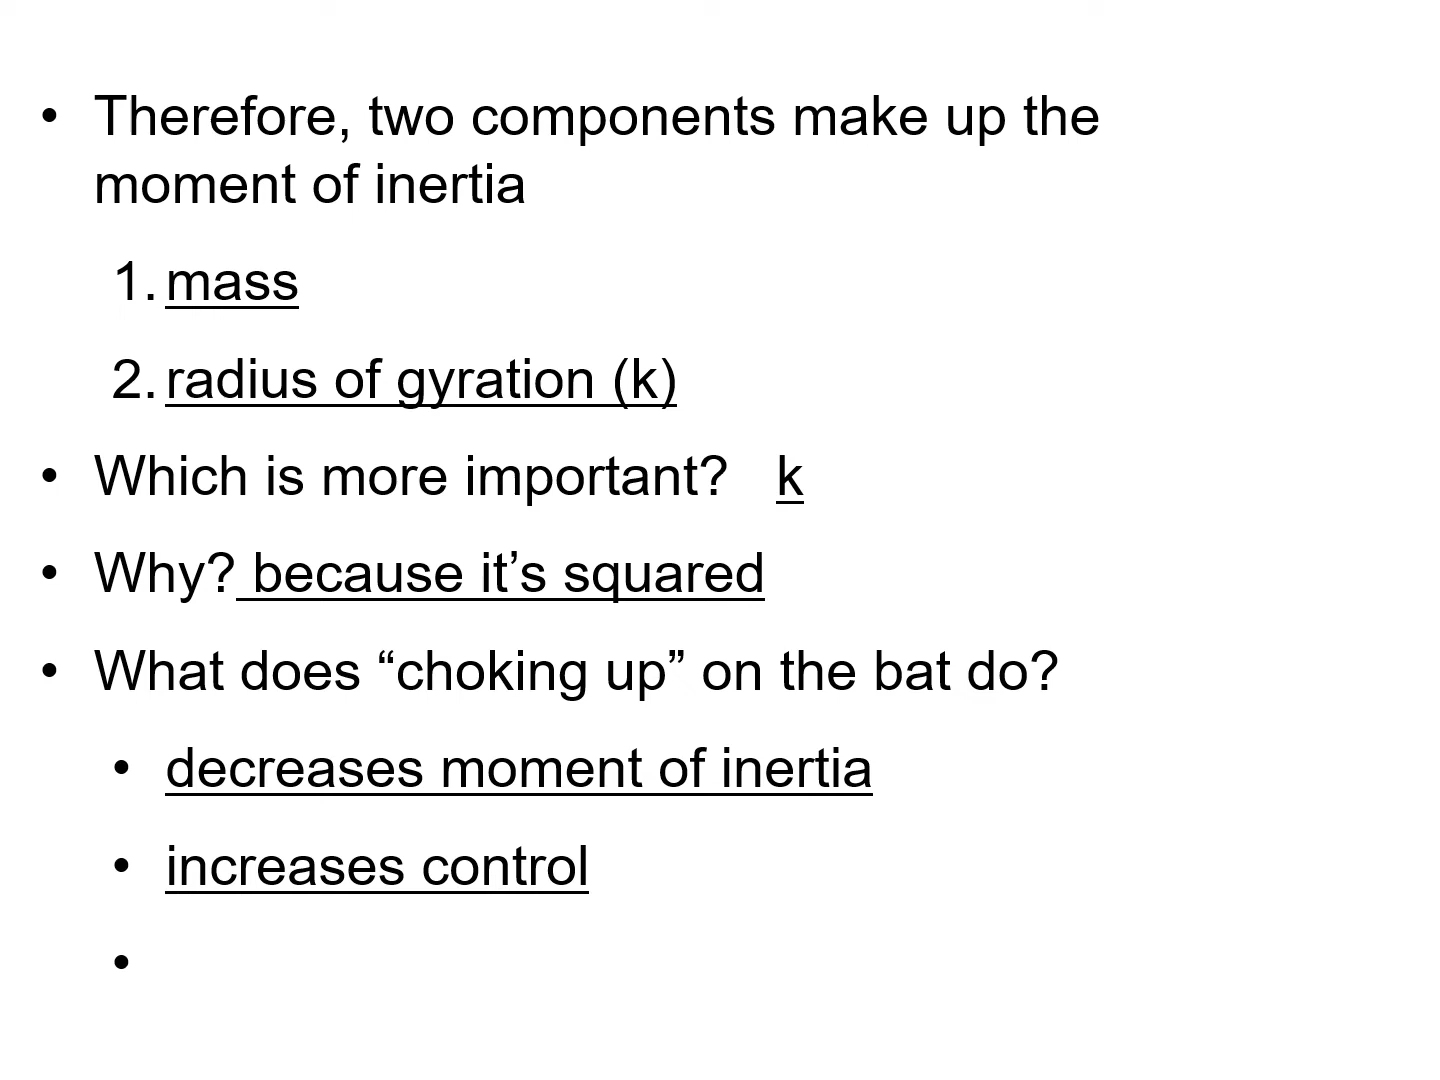 • Therefore, two components make up the
moment of inertia
1. mass
2. radius of gyration (k)
• Which is more important? k
• Why? because it’s squared
• What does “choking up” on the bat do?
• decreases moment of inertia
• increases control
•